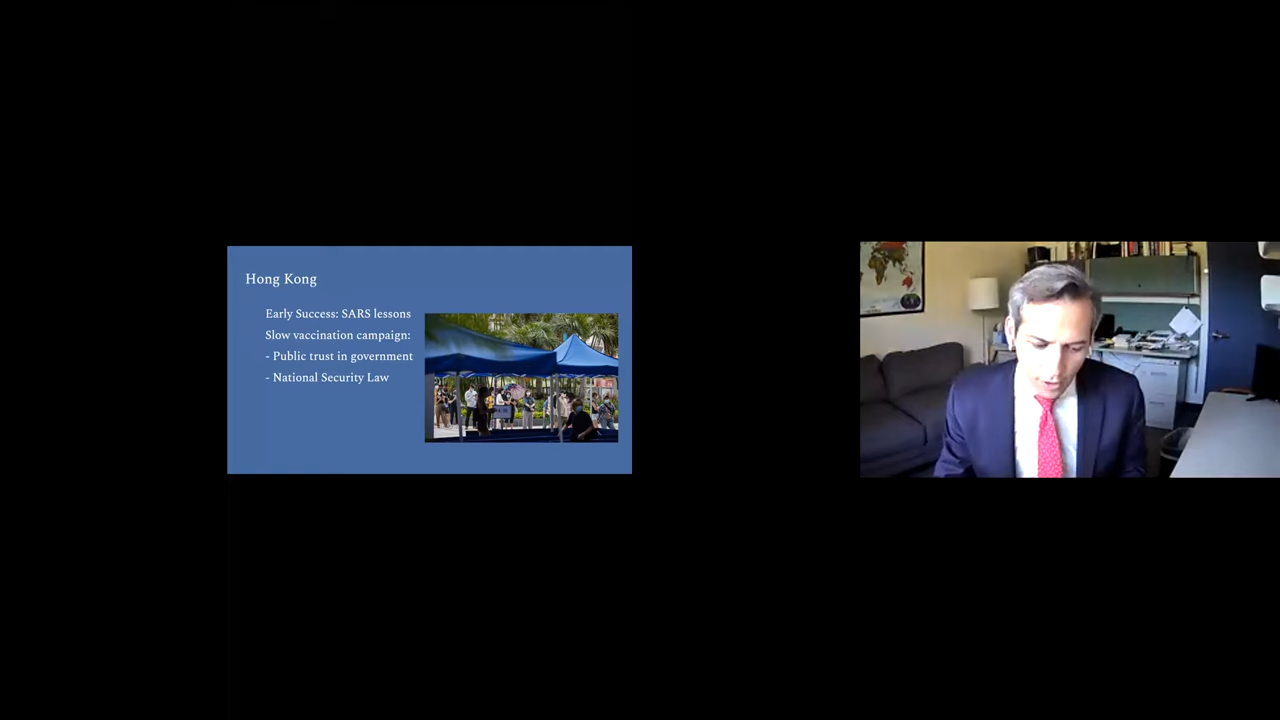 Hong Kong
Early Success: SARS lessons
Slow vaccination campaign:
- Public trust in government
- National Security Law